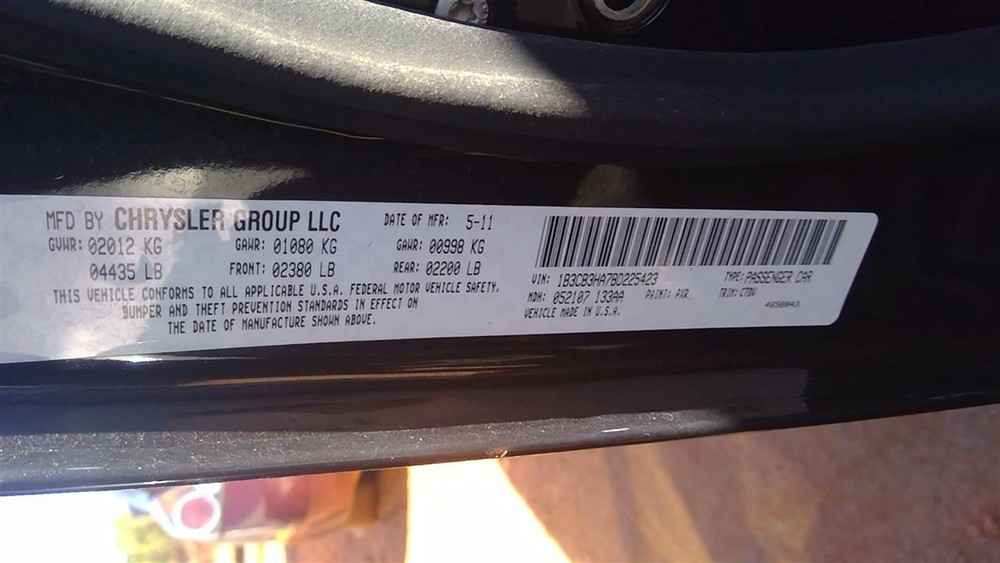 MFD BY CHRYSLER GROUP LLC DATE OF MFR: 5-11
GVWR: 02012 KG GAWR: 01080 KG GAWR: 00998 KG
04435 LB FRONT: 02380 LB REAR: 02200 LB
THIS VEHICLE CONFORMS TO ALL APPLICABLE U.S.A. FEDERAL MOTOR VEHICLE SAFETY,
BUMPER AND THEFT PREVENTION STANDARDS IN EFFECT ON
THE DATE OF MANUFACTURE SHOWN ABOVE.
VIN: 1B3CB3HA7BD225423 TYPE: PASSENGER CAR
MDH: 052107 133AA PAINT: PXR TRIM: C7DV
VEHICLE MADE IN U.S.A. 4658843